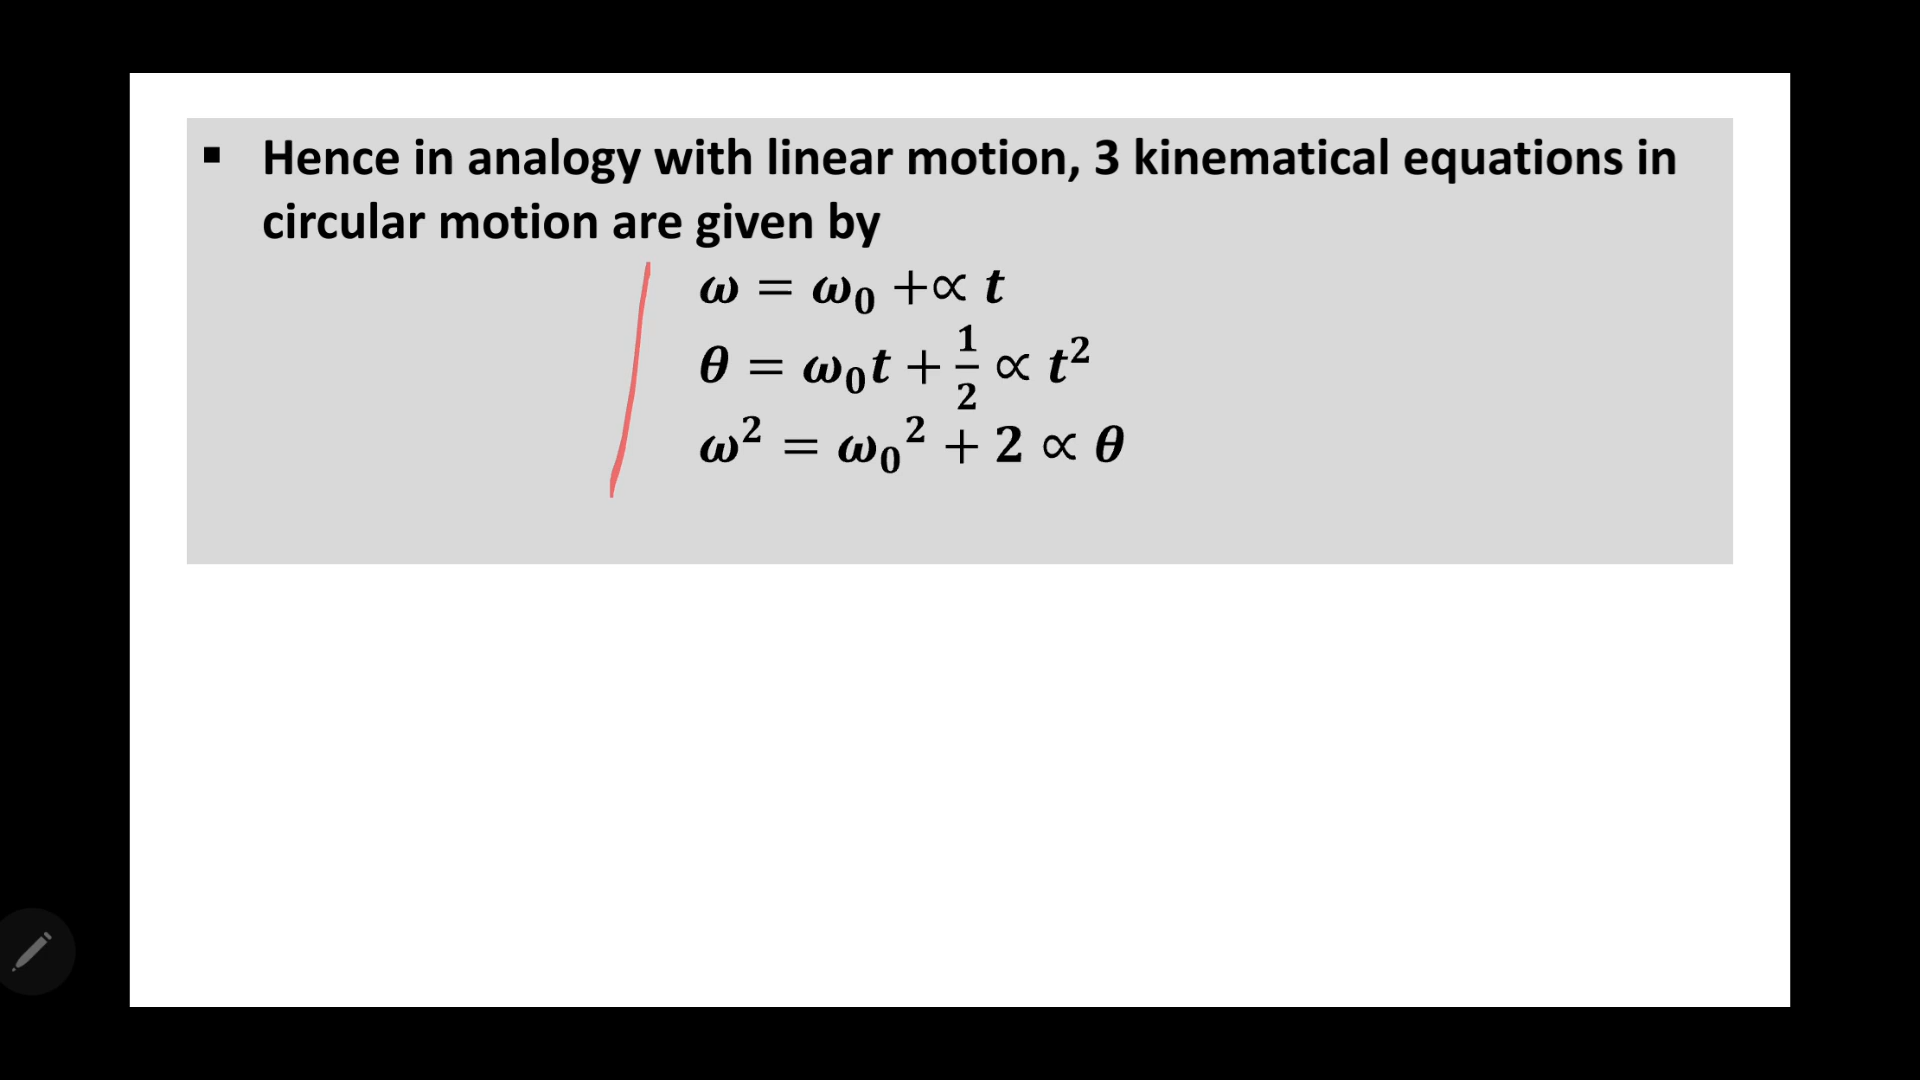 ▪ Hence in analogy with linear motion, 3 kinematical equations in
circular motion are given by
ω = ω₀ +∝ t
θ = ω₀t + ½ ∝ t²
ω² = ω₀² + 2 ∝ θ